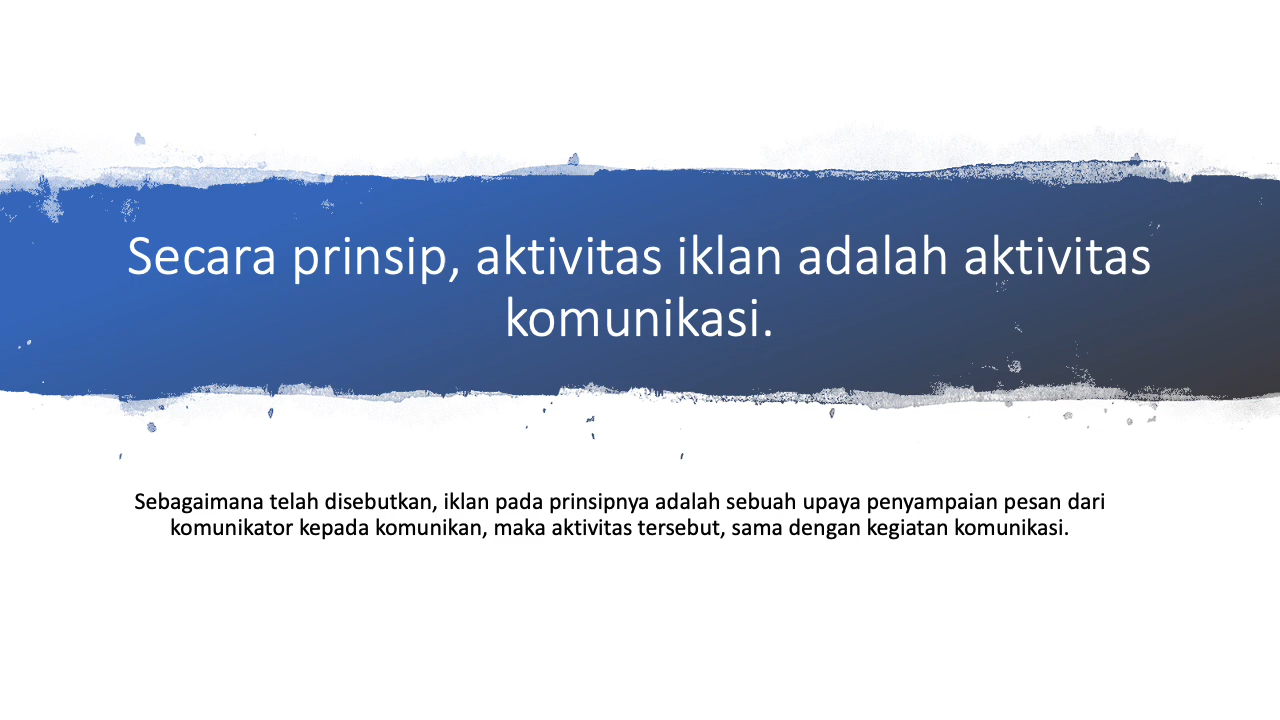 Secara prinsip, aktivitas iklan adalah aktivitas
komunikasi.
Sebagaimana telah disebutkan, iklan pada prinsipnya adalah sebuah upaya penyampaian pesan dari
komunikator kepada komunikan, maka aktivitas tersebut, sama dengan kegiatan komunikasi.